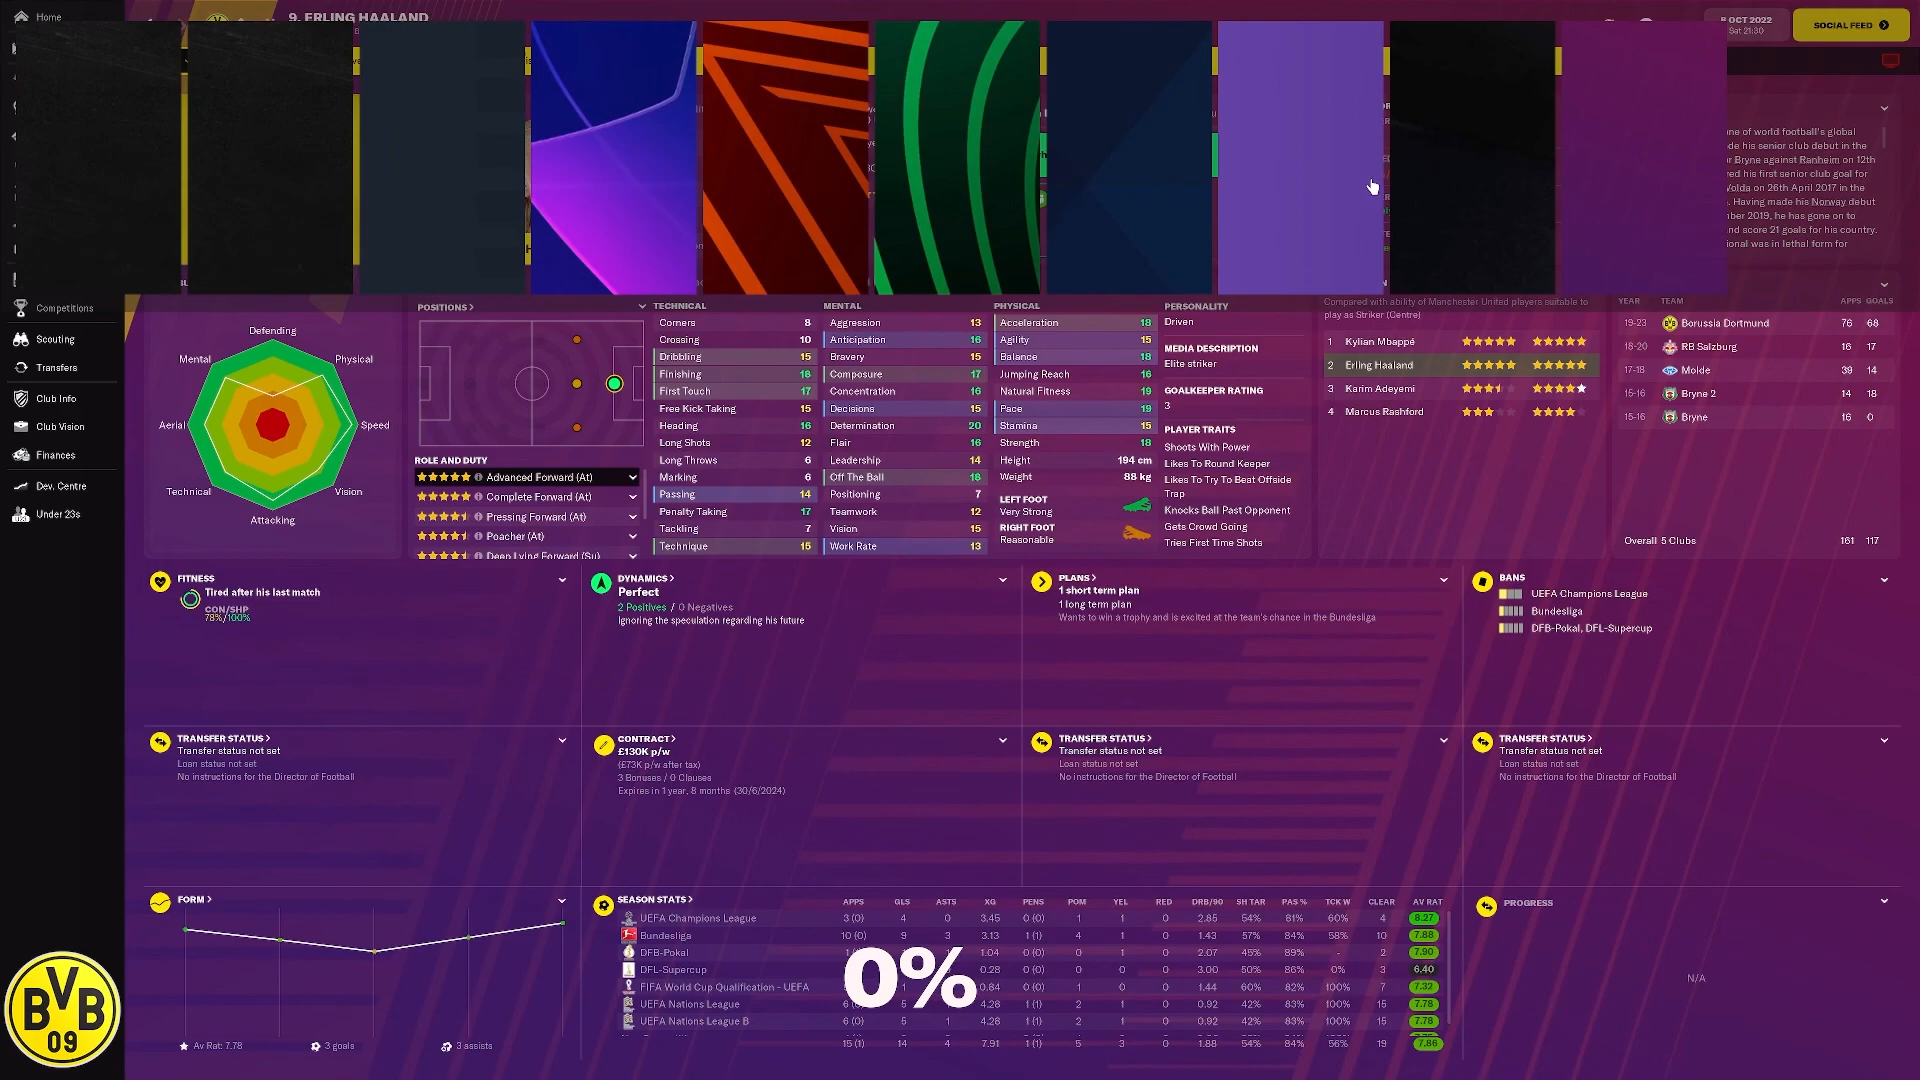 Home
9. ERLING HAALAND
8 OCT 2022
Sat 21:30
SOCIAL FEED
ne of world football's global
de his senior club debut in the
r Bryne against Ranheim on 12th
ved his first senior club goal for
Volda on 26th April 2017 in the
. Having made his Norway debut
nber 2019, he has gone on to
nd score 21 goals for his country.
ional was in lethal form for
Competitions
Scouting
Transfers
Club Info
Club Vision
Finances
Dev. Centre
Under 23s
Defending
Physical
Speed
Vision
Attacking
Technical
Aerial
Mental
POSITIONS >
ROLE AND DUTY
Advanced Forward (At)
Complete Forward (At)
Pressing Forward (At)
Poacher (At)
Deep Lying Forward (Su)
TECHNICAL
Corners 8
Crossing 10
Dribbling 15
Finishing 18
First Touch 17
Free Kick Taking 15
Heading 16
Long Shots 12
Long Throws 6
Marking 6
Passing 14
Penalty Taking 17
Tackling 7
Technique 15
MENTAL
Aggression 13
Anticipation 16
Bravery 15
Composure 17
Concentration 16
Decisions 15
Determination 20
Flair 16
Leadership 14
Off The Ball 18
Positioning 7
Teamwork 12
Vision 15
Work Rate 13
PHYSICAL
Acceleration 18
Agility 15
Balance 18
Jumping Reach 16
Natural Fitness 19
Pace 19
Stamina 15
Strength 18
Height 194 cm
Weight 88 kg
LEFT FOOT
Very Strong
RIGHT FOOT
Reasonable
PERSONALITY
Driven
MEDIA DESCRIPTION
Elite striker
GOALKEEPER RATING
3
PLAYER TRAITS
Shoots With Power
Likes To Round Keeper
Likes To Try To Beat Offside
Trap
Knocks Ball Past Opponent
Gets Crowd Going
Tries First Time Shots
Compared with ability of Manchester United players suitable to
play as Striker (Centre)
1 Kylian Mbappé
2 Erling Haaland
3 Karim Adeyemi
4 Marcus Rashford
YEAR TEAM APPS GOALS
19-23 Borussia Dortmund 76 68
18-20 RB Salzburg 16 17
17-18 Molde 39 14
15-16 Bryne 2 14 18
15-16 Bryne 16 0
Overall 5 Clubs 161 117
FITNESS
Tired after his last match
CON/SHP
78%/100%
DYNAMICS >
Perfect
2 Positives / 0 Negatives
Ignoring the speculation regarding his future
PLANS >
1 short term plan
1 long term plan
Wants to win a trophy and is excited at the team's chance in the Bundesliga
BANS
UEFA Champions League
Bundesliga
DFB-Pokal, DFL-Supercup
TRANSFER STATUS >
Transfer status not set
Loan status not set
No instructions for the Director of Football
CONTRACT >
£130K p/w
(£73K p/w after tax)
3 Bonuses / 0 Clauses
Expires in 1 year, 8 months (30/6/2024)
TRANSFER STATUS >
Transfer status not set
Loan status not set
No instructions for the Director of Football
TRANSFER STATUS >
Transfer status not set
Loan status not set
No instructions for the Director of Football
FORM >
Av Rat: 7.78 3 goals 3 assists
SEASON STATS > APPS GLS ASTS XG PENS POM YEL RED DRB/90 SH TAR PAS % TCK W CLEAR AV RAT
UEFA Champions League 3 (0) 4 0 3.45 0 (0) 1 1 0 2.85 54% 81% 60% 4 8.27
Bundesliga 10 (0) 9 3 3.13 1 (1) 4 1 0 1.43 57% 84% 58% 10 7.88
DFB-Pokal 1.04 0 (0) 0 1 0 2.07 45% 89% - 2 7.90
DFL-Supercup 0.28 0 (0) 0 0 0 3.00 50% 86% 0% 3 6.40
FIFA World Cup Qualification - UEFA 0.84 0 (0) 1 0 0 1.44 60% 82% 100% 7 7.32
UEFA Nations League 6 (0) 5 1 4.28 1 (1) 2 1 0 0.92 42% 83% 100% 15 7.78
UEFA Nations League B 6 (0) 5 1 4.28 1 (1) 2 1 0 0.92 42% 83% 100% 15 7.78
15 (1) 14 4 7.91 1 (1) 5 3 0 1.88 54% 84% 56% 19 7.86
0%
PROGRESS
N/A
BVB
09